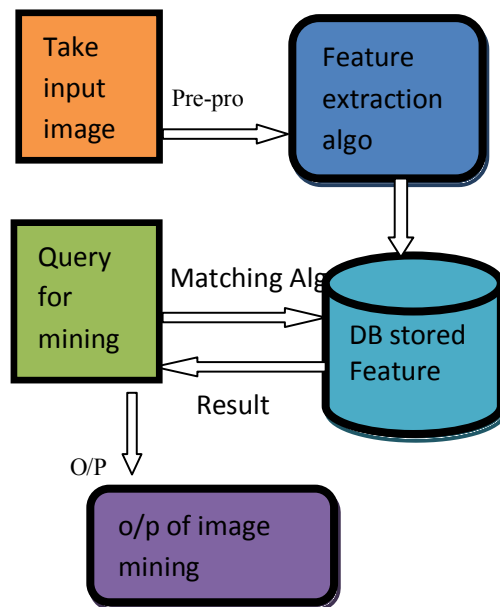 Take
input
image
Pre-pro
Feature
extraction
algo
Query
for
mining
Matching Alg
DB stored
Feature
Result
O/P
o/p of image
mining